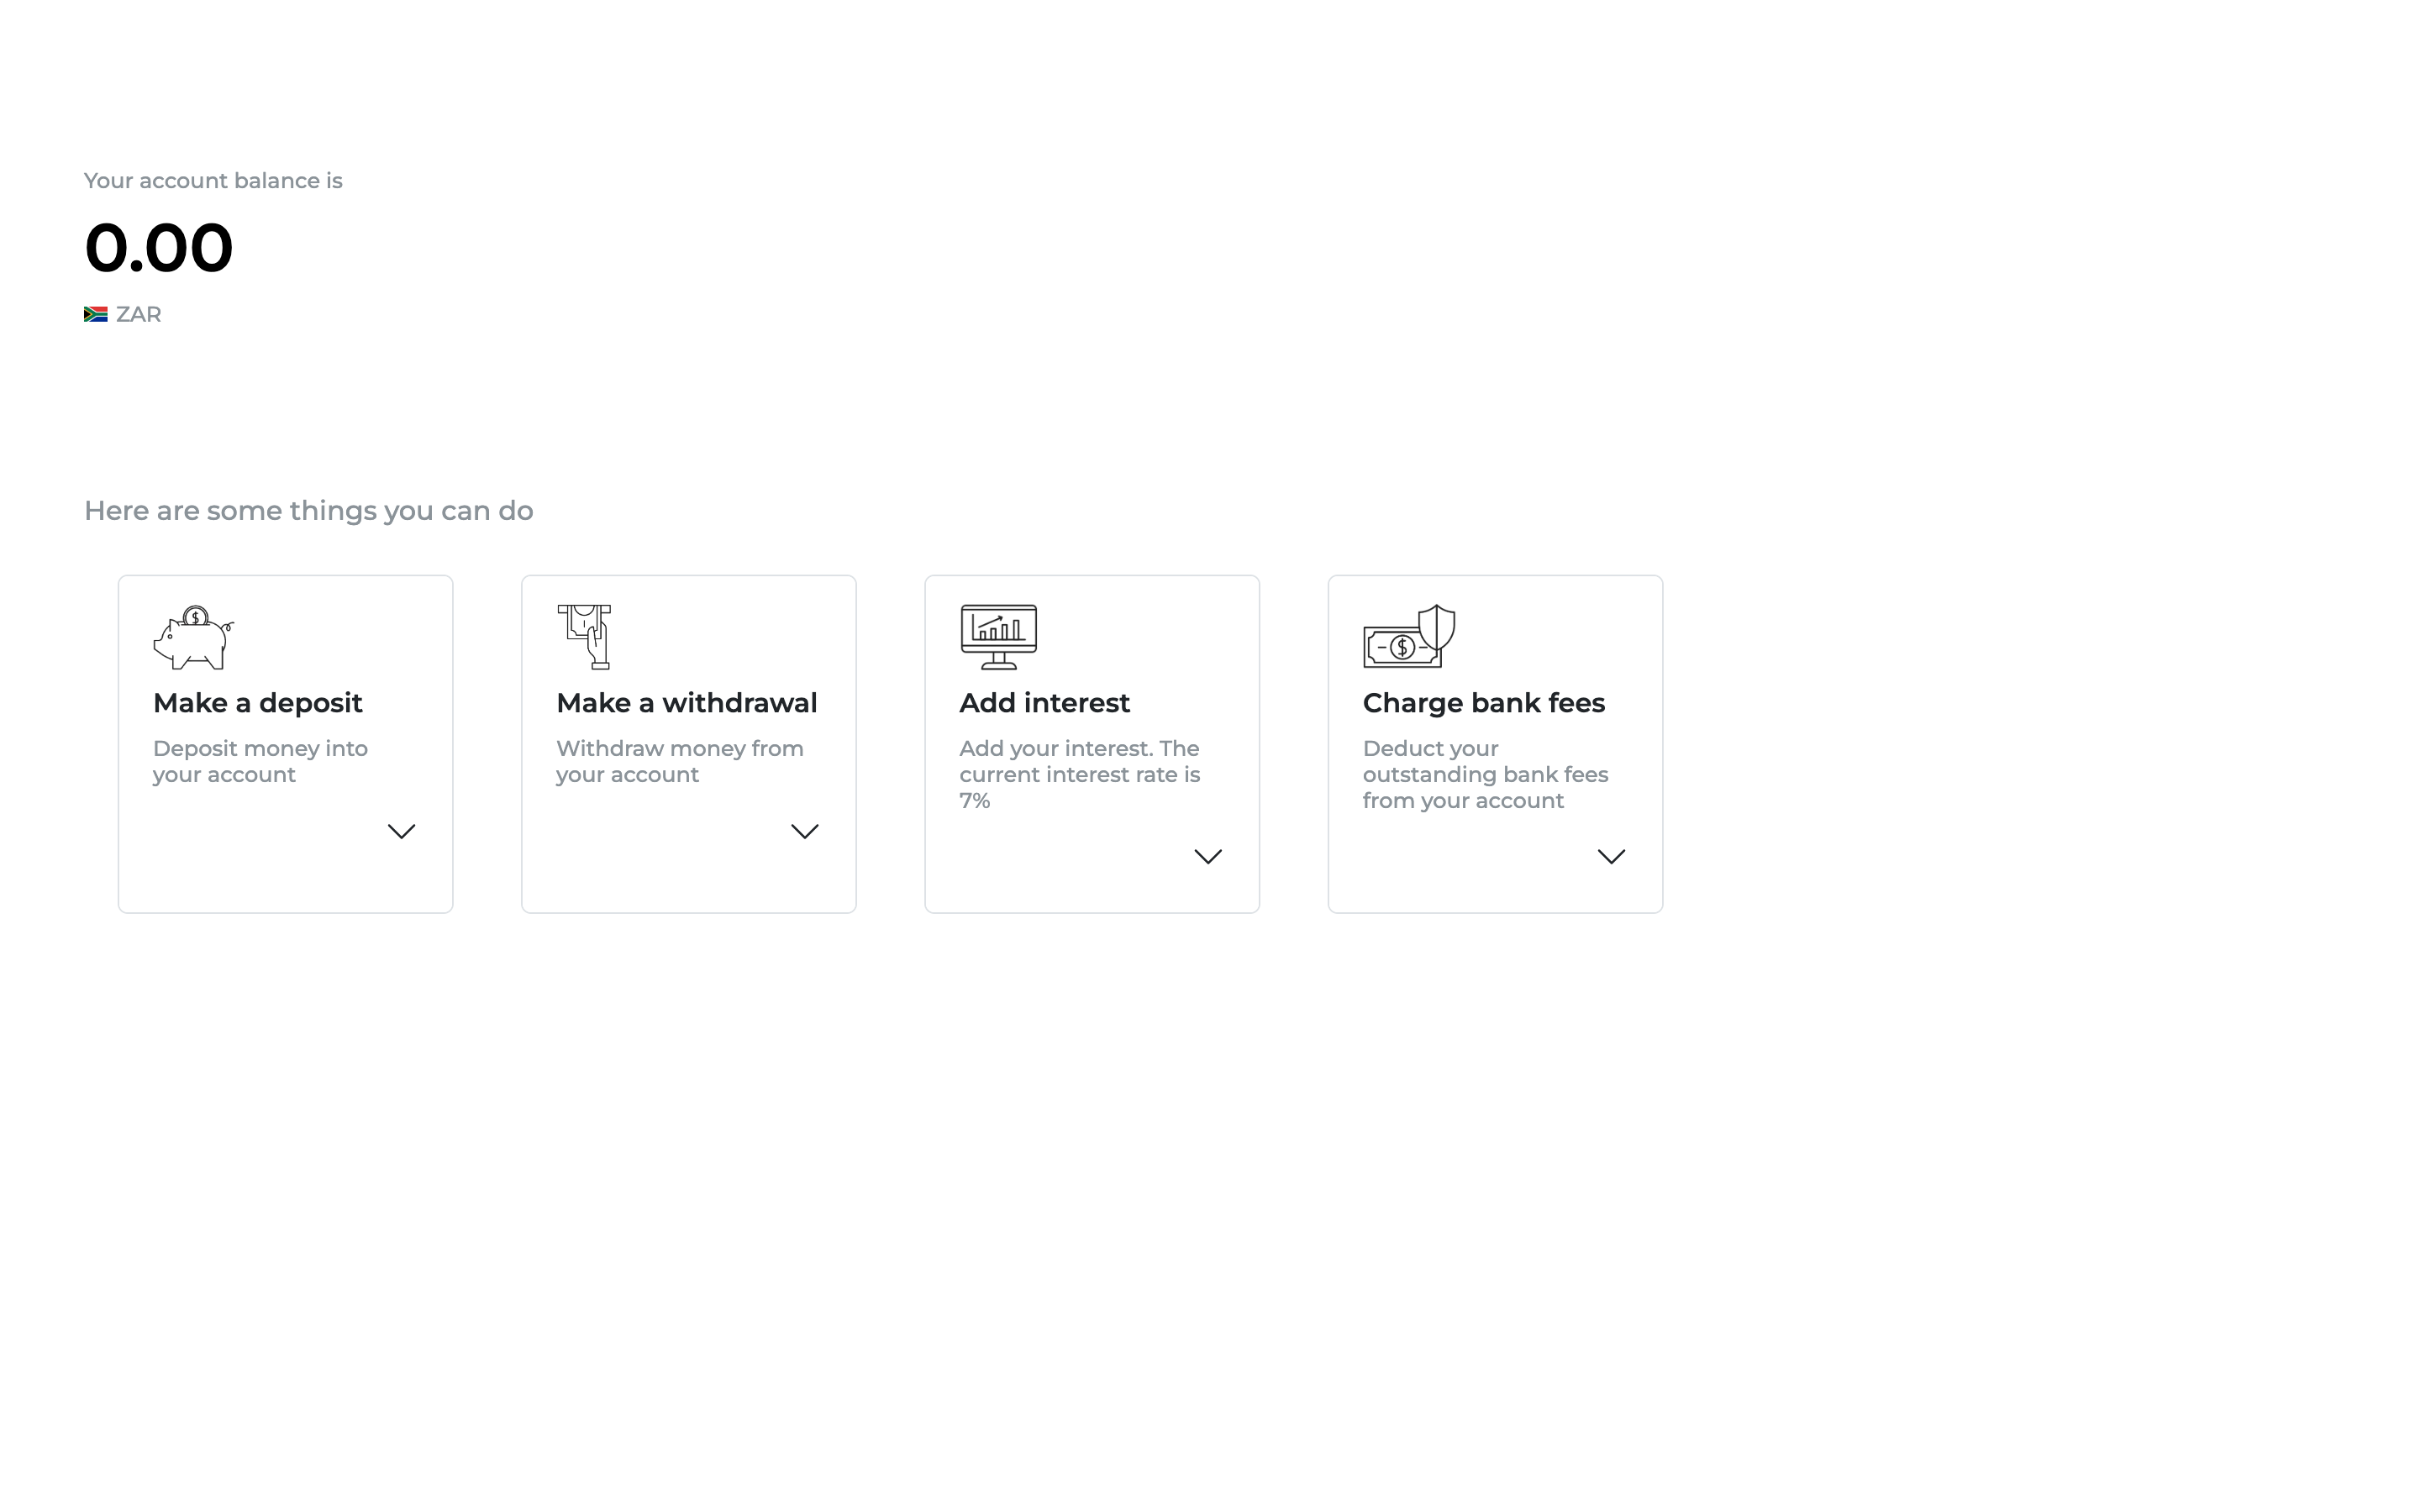 Your account balance is
0.00
ZAR
Here are some things you can do
Make a deposit
Deposit money into
your account
Make a withdrawal
Withdraw money from
your account
Add interest
Add your interest. The
current interest rate is
7%
Charge bank fees
Deduct your
outstanding bank fees
from your account